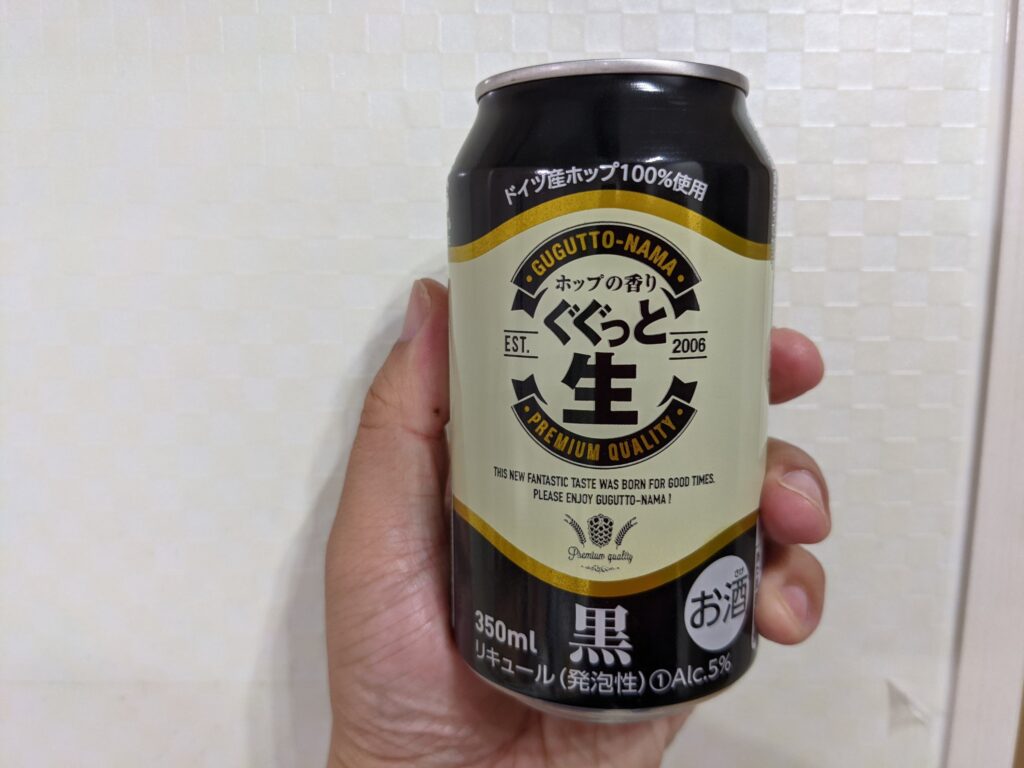 ドイツ産ホップ100%使用
GUGUTTO-NAMA
ホップの香り
ぐぐっと
EST.
2006
生
PREMIUM QUALITY
THIS NEW FANTASTIC TASTE WAS BORN FOR GOOD TIMES.
PLEASE ENJOY GUGUTTO-NAMA !
Premium quality
さけ
お酒
350ml
黒
リキュール(発泡性)①Alc.5%